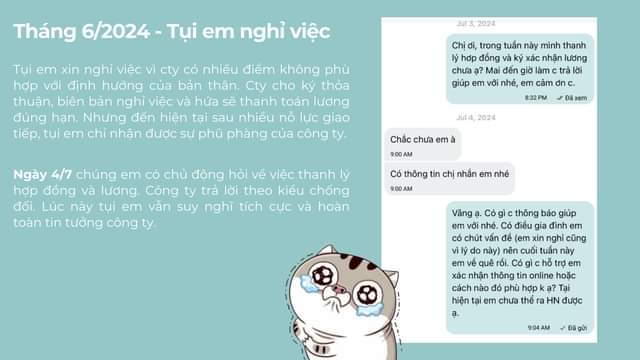 Tháng 6/2024 - Tụi em nghỉ việc
Tụi em xin nghỉ việc vì cty có nhiều điểm không phù
hợp với định hướng của bản thân. Cty cho ký thỏa
thuận, biên bản nghỉ việc và hứa sẽ thanh toán lương
đúng hạn. Nhưng đến hiện tại sau nhiều nỗ lực giao
tiếp, tụi em chỉ nhận được sự phũ phàng của công ty.
Ngày 4/7 chúng em có chủ động hỏi về việc thanh lý
hợp đồng và lương. Công ty trả lời theo kiểu chống
đối. Lúc này tụi em vẫn suy nghĩ tích cực và hoàn
toàn tin tưởng công ty.
Jul 3, 2024
Chị ơi, trong tuần này mình thanh
lý hơp đồng và ký xác nhận lương
chưa ạ? Mai đến giờ làm c trả lời
giúp em với nhé, em cảm ơn c.
8:32 PM ✓ Đã xem
Jul 4, 2024
Chắc chưa em à
9:00 AM
Có thông tin chị nhắn em nhé
9:00 AM
Vâng ạ. Có gì c thông báo giúp
em với nhé. Có điều gia đình em
có chút vấn đề (em xin nghỉ cũng
vì lý do này) nên cuối tuần này
em về quê rồi. Có gì c hỗ trợ em
xác nhận thông tin online hoặc
cách nào đó phù hợp k ạ? Tại
hiện tại em chưa thể ra HN được
ạ.
9:04 AM ✓ Đã gửi